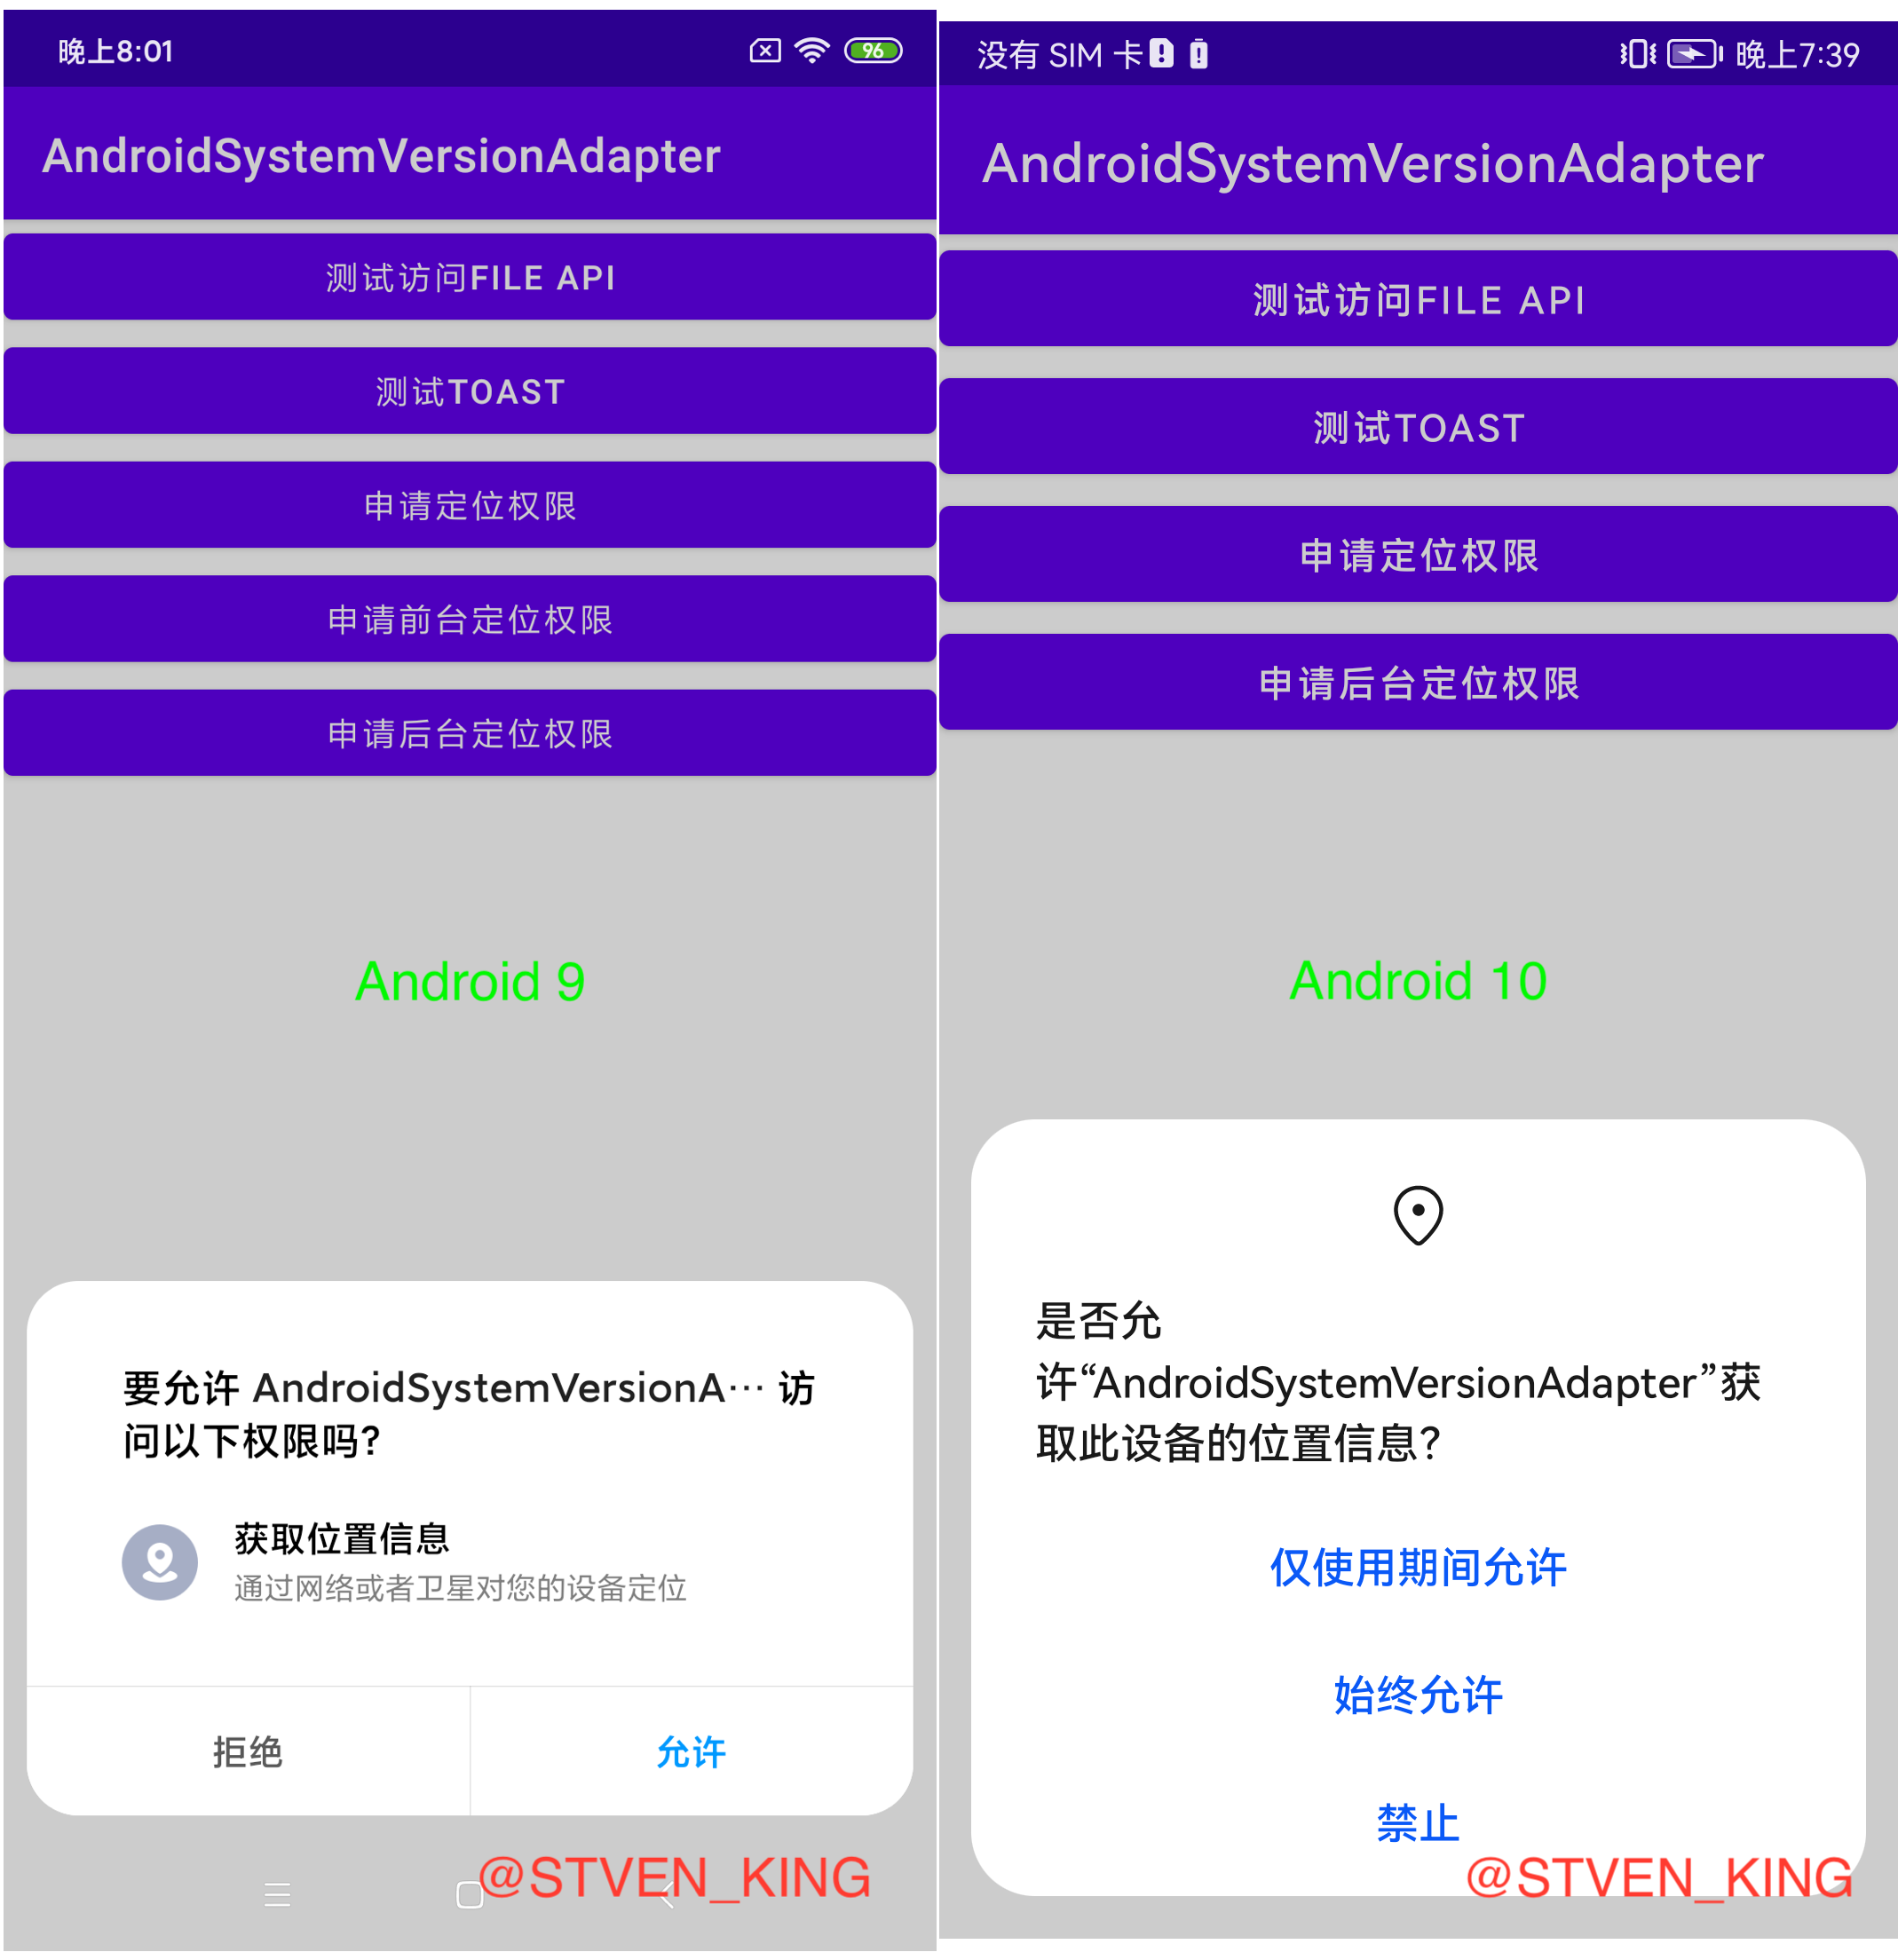 晚上8:01
96
AndroidSystemVersionAdapter
测试访问FILE API
测试TOAST
申请定位权限
申请前台定位权限
申请后台定位权限
Android 9
要允许 AndroidSystemVersionA… 访
问以下权限吗?
获取位置信息
通过网络或者卫星对您的设备定位
拒绝
允许
@STVEN_KING
没有 SIM 卡
晚上7:39
AndroidSystemVersionAdapter
测试访问FILE API
测试TOAST
申请定位权限
申请后台定位权限
Android 10
是否允
许“AndroidSystemVersionAdapter”获
取此设备的位置信息?
仅使用期间允许
始终允许
禁止
@STVEN_KING